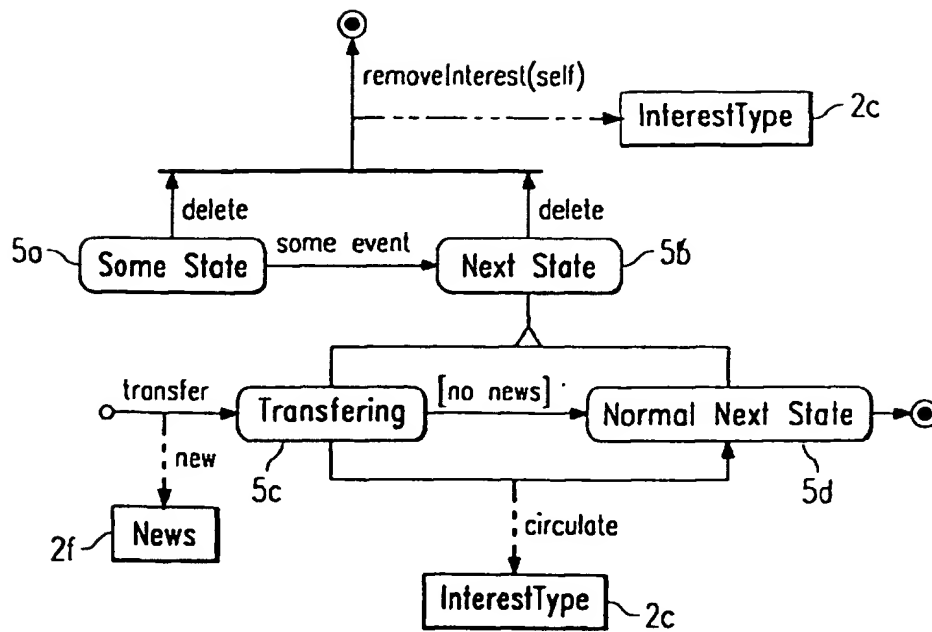 removeInterest(self)
InterestType
2c
delete
delete
5a
Some State
some event
Next State
5b
transfer
Transfering
[no news]
Normal Next State
new
5c
5d
2f
News
circulate
InterestType
2c